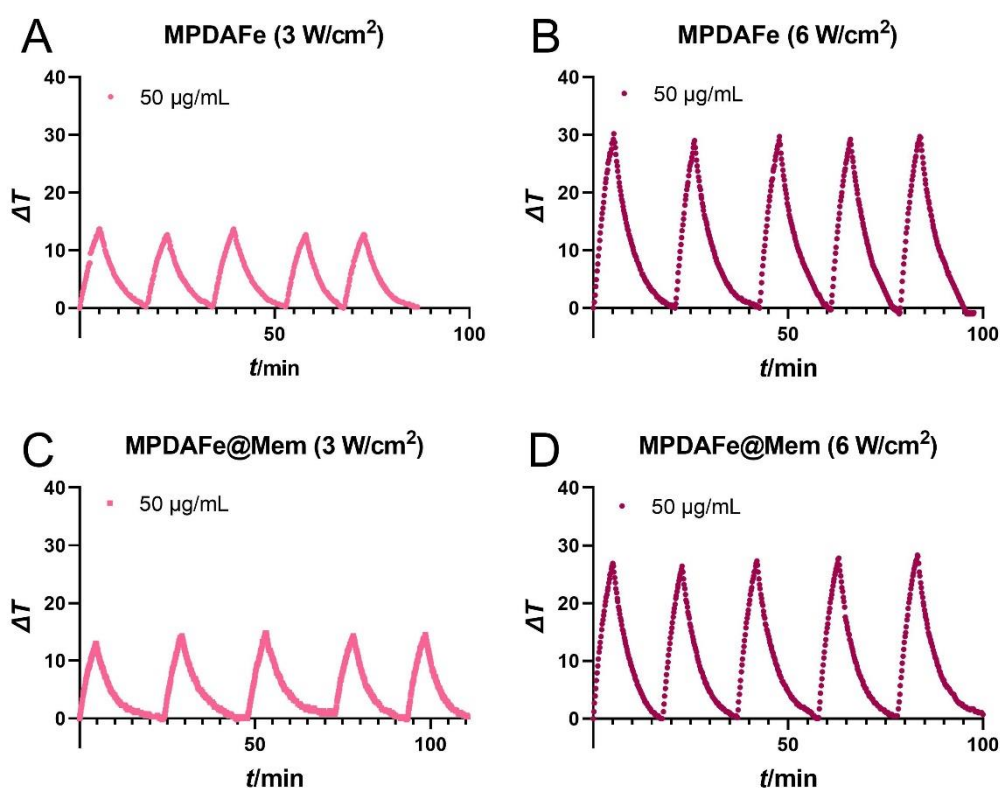 A
MPDAFe (3 W/cm²)
40
30
20
10
0
ΔT
50 µg/mL
50
100
t/min
B
MPDAFe (6 W/cm²)
40
30
20
10
0
ΔT
50 µg/mL
50
100
t/min
C
MPDAFe@Mem (3 W/cm²)
40
30
20
10
0
ΔT
50 µg/mL
50
100
t/min
D
MPDAFe@Mem (6 W/cm²)
40
30
20
10
0
ΔT
50 µg/mL
50
100
t/min